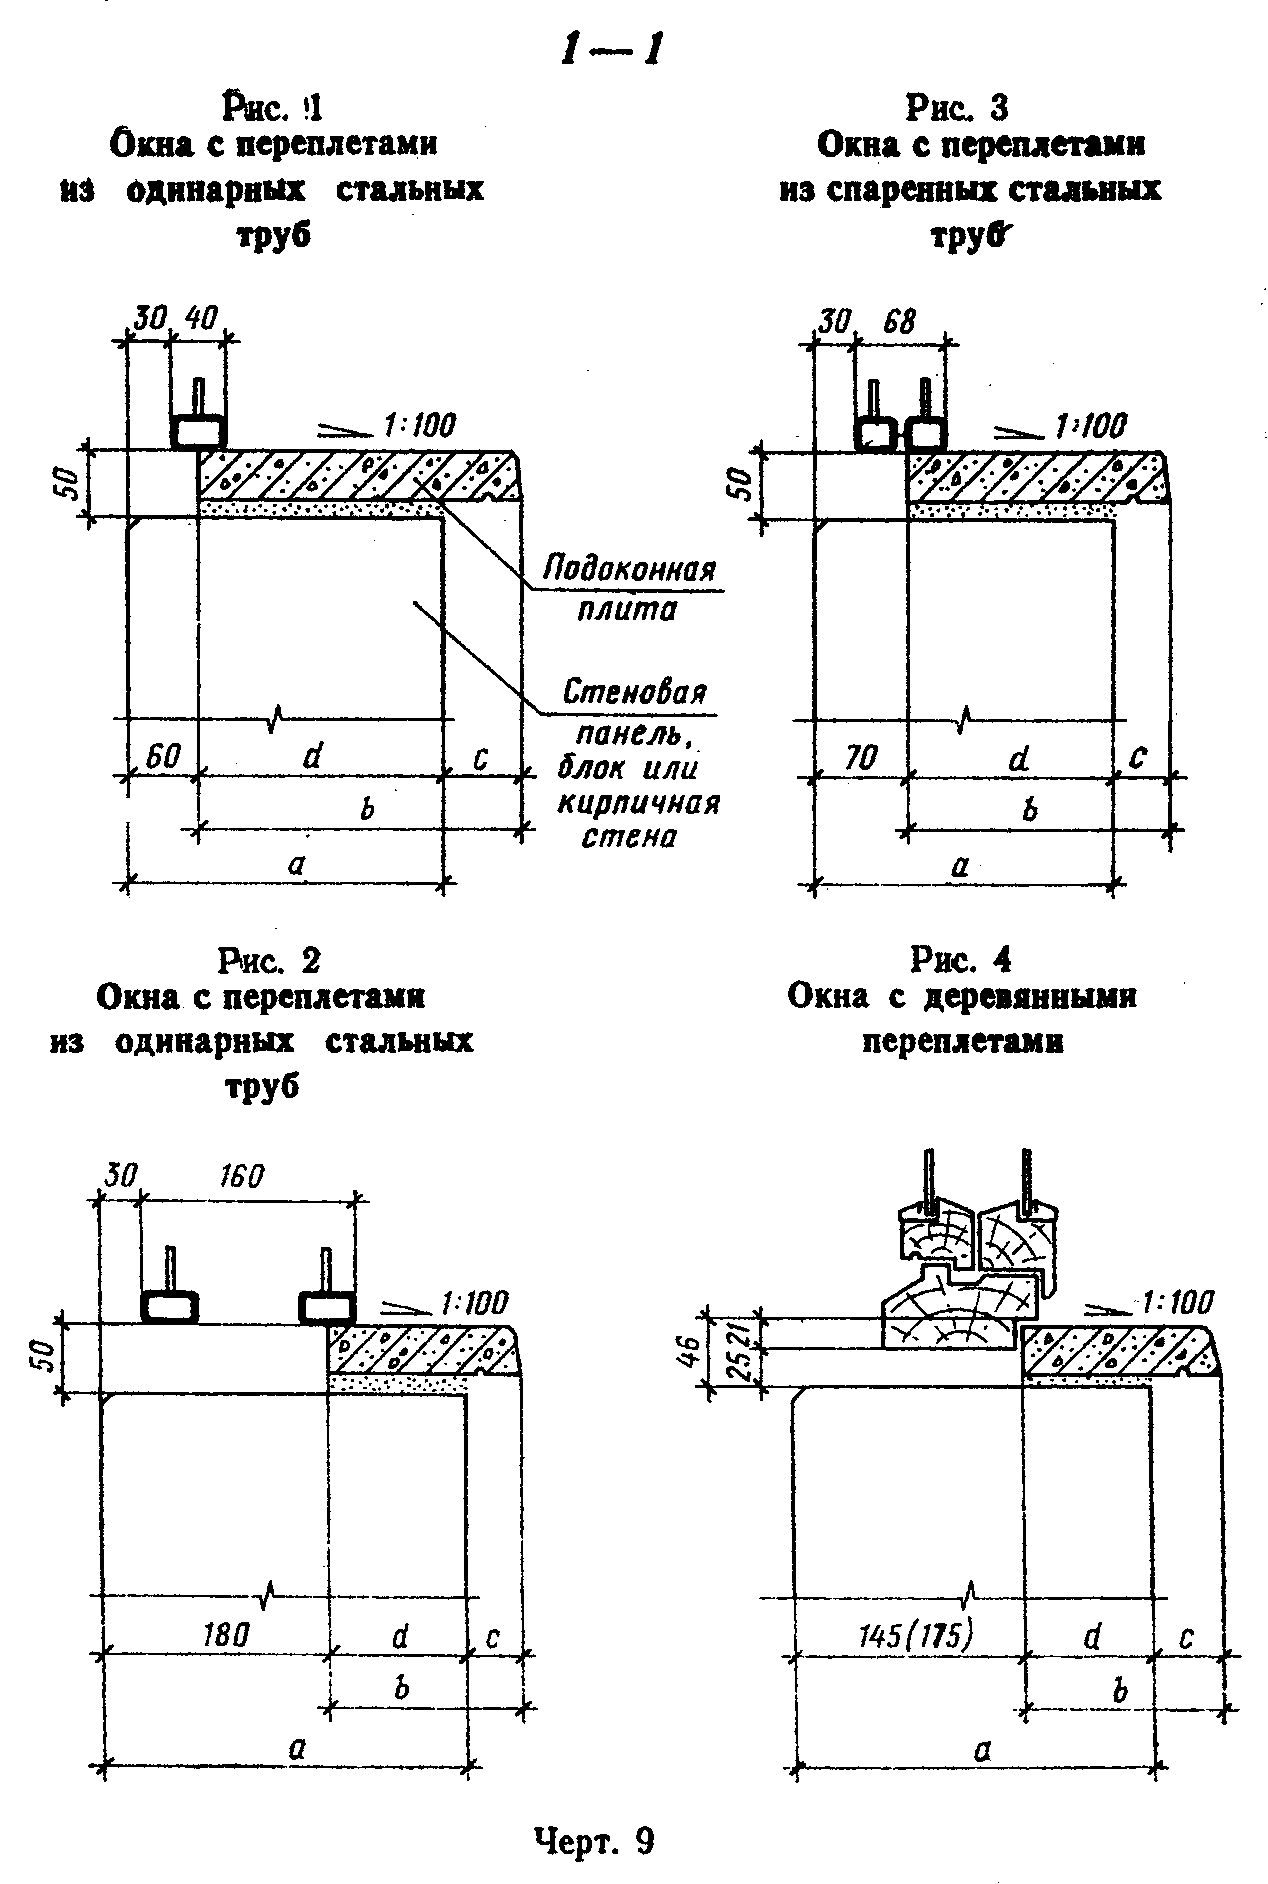 1—1
Рис. 1
Окна с переплетами
из одинарных стальных
труб
30 40
1:100
50
Подоконная
плита
Стеновая
панель,
блок или
кирпичная
стена
60 d c
b
a
Рис. 3
Окна с переплетами
из спаренных стальных
труб
30 68
1:100
50
70 d c
b
a
Рис. 2
Окна с переплетами
из одинарных стальных
труб
30 160
1:100
50
180 d c
b
a
Рис. 4
Окна с деревянными
переплетами
1:100
46
25 21
145(175) d c
b
a
Черт. 9